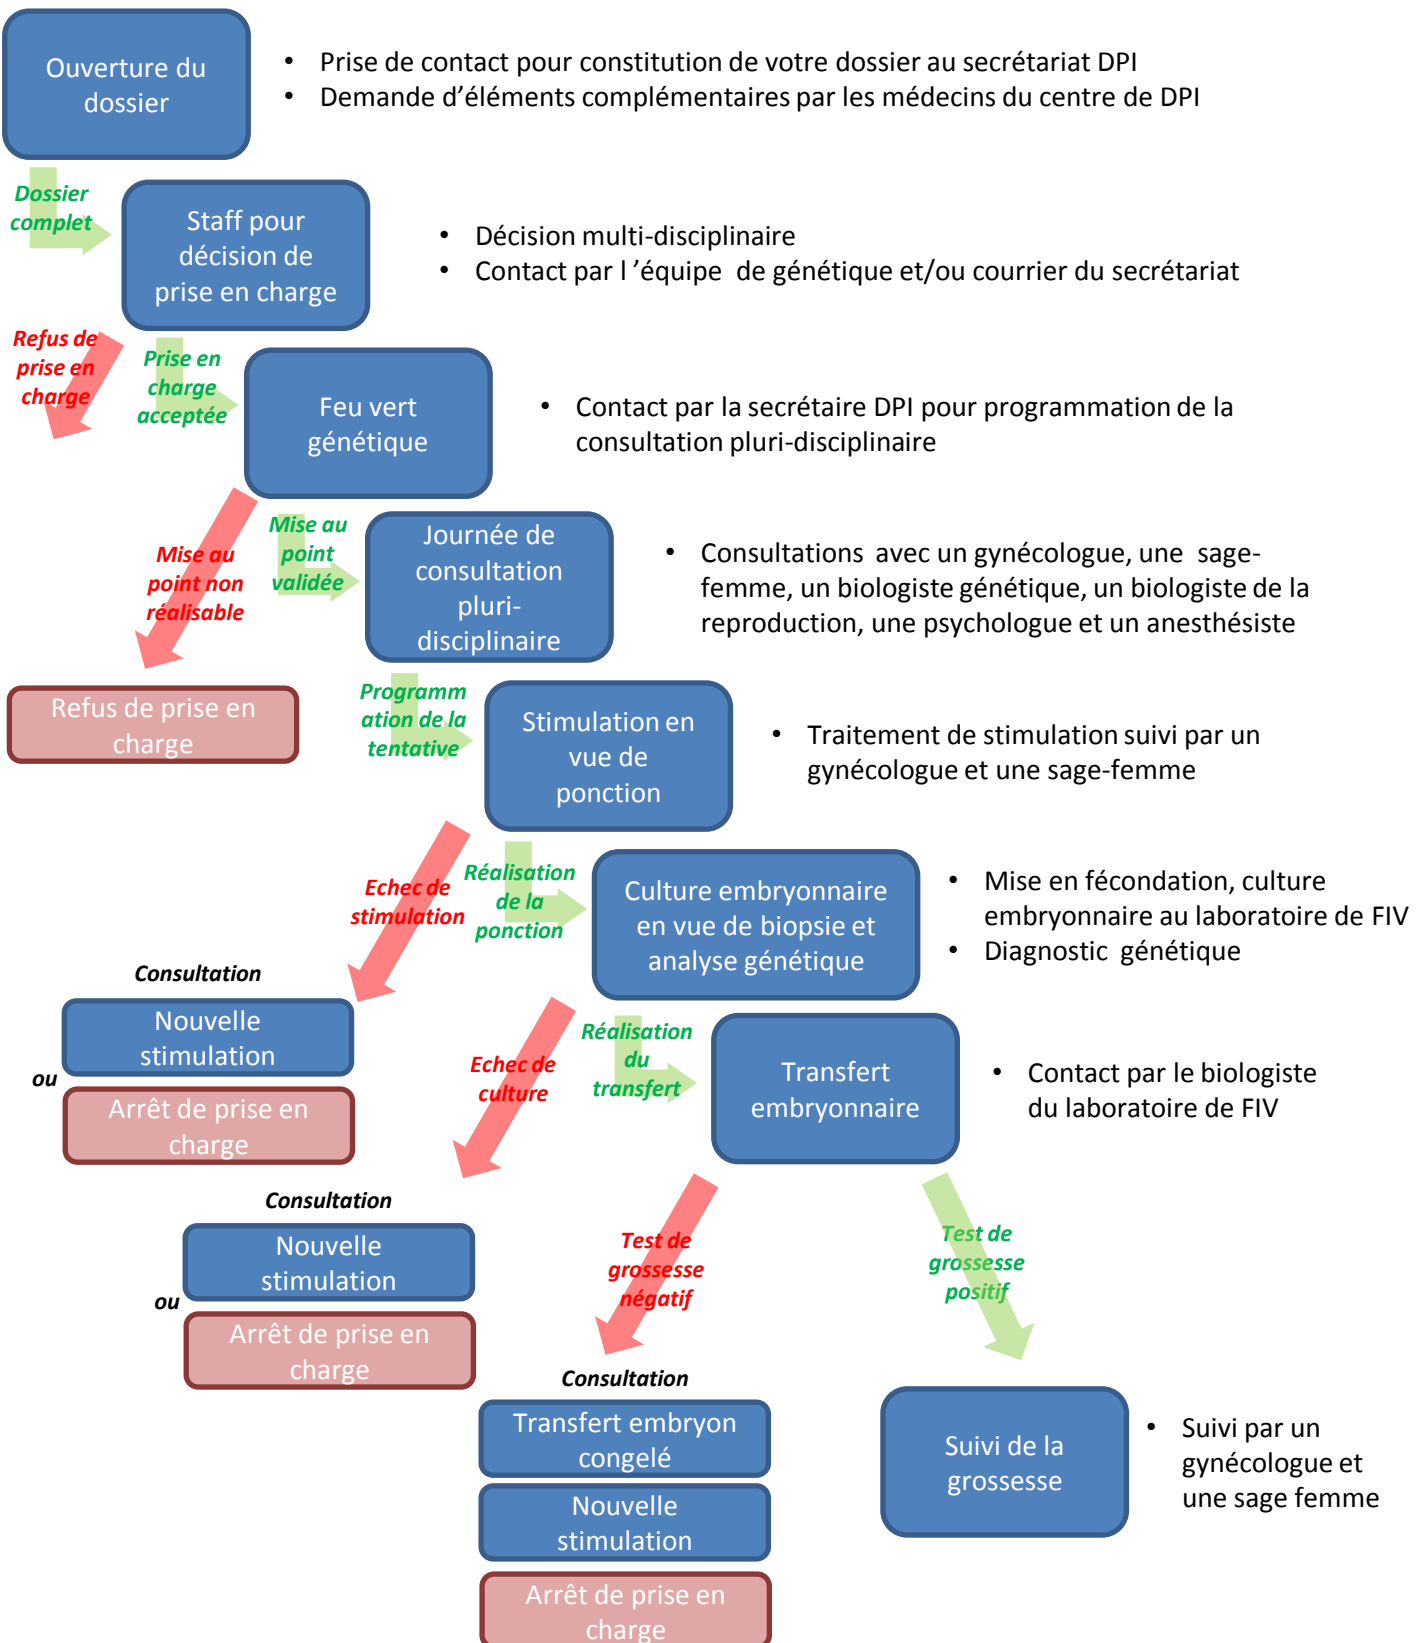 Ouverture du
dossier
• Prise de contact pour constitution de votre dossier au secrétariat DPI
• Demande d’éléments complémentaires par les médecins du centre de DPI
Dossier
complet
Staff pour
décision de
prise en charge
• Décision multi-disciplinaire
• Contact par l ’équipe de génétique et/ou courrier du secrétariat
Refus de
prise en
charge
Prise en
charge
acceptée
Feu vert
génétique
• Contact par la secrétaire DPI pour programmation de la
consultation pluri-disciplinaire
Mise au
point non
réalisable
Mise au
point
validée
Journée de
consultation
pluri-
disciplinaire
• Consultations avec un gynécologue, une sage-
femme, un biologiste génétique, un biologiste de la
reproduction, une psychologue et un anesthésiste
Refus de prise en
charge
Programm
ation de la
tentative
Stimulation en
vue de
ponction
• Traitement de stimulation suivi par un
gynécologue et une sage-femme
Echec de
stimulation
Réalisation
de la
ponction
Culture embryonnaire
en vue de biopsie et
analyse génétique
• Mise en fécondation, culture
embryonnaire au laboratoire de FIV
• Diagnostic génétique
Consultation
Nouvelle
stimulation
ou
Arrêt de prise en
charge
Echec de
culture
Réalisation
du
transfert
Transfert
embryonnaire
• Contact par le biologiste
du laboratoire de FIV
Consultation
Nouvelle
stimulation
ou
Arrêt de prise en
charge
Test de
grossesse
négatif
Test de
grossesse
positif
Consultation
Transfert embryon
congelé
Nouvelle
stimulation
Arrêt de prise en
charge
Suivi de la
grossesse
• Suivi par un
gynécologue et
une sage femme